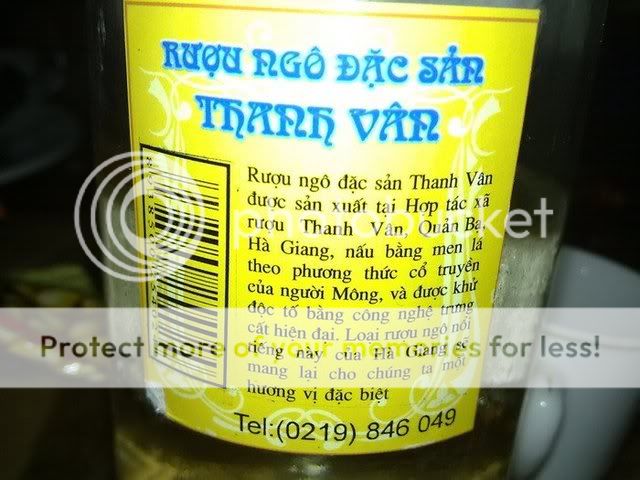 RƯỢU NGÔ ĐẶC SẢN
THANH VÂN
Rượu ngô đặc sản Thanh Vân
được sản xuất tại Hợp tác xã
rượu Thanh Vân, Quản Bạ,
Hà Giang, nấu bằng men lá
theo phương thức cổ truyền
của người Mông, và được khử
độc tố bằng công nghệ trưng
cất hiện đại. Loại rượu ngô nổi
tiếng này của Hà Giang sẽ
mang lại cho chúng ta một
hương vị đặc biệt
Tel:(0219) 846 049
photobucket
Protect more of your memories for less!